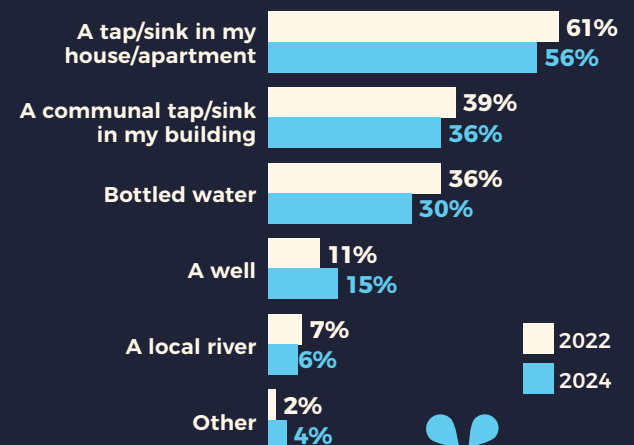 A tap/sink in my
house/apartment
61%
56%
A communal tap/sink
in my building
39%
36%
Bottled water
36%
30%
A well
11%
15%
A local river
7%
6%
2022
2024
Other
2%
4%